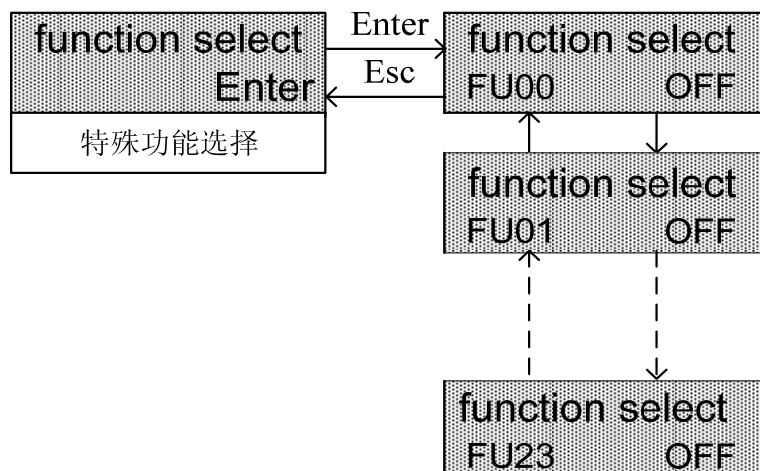 function select
Enter
特殊功能选择
Enter
Esc
function select
FU00 OFF
function select
FU01 OFF
function select
FU23 OFF